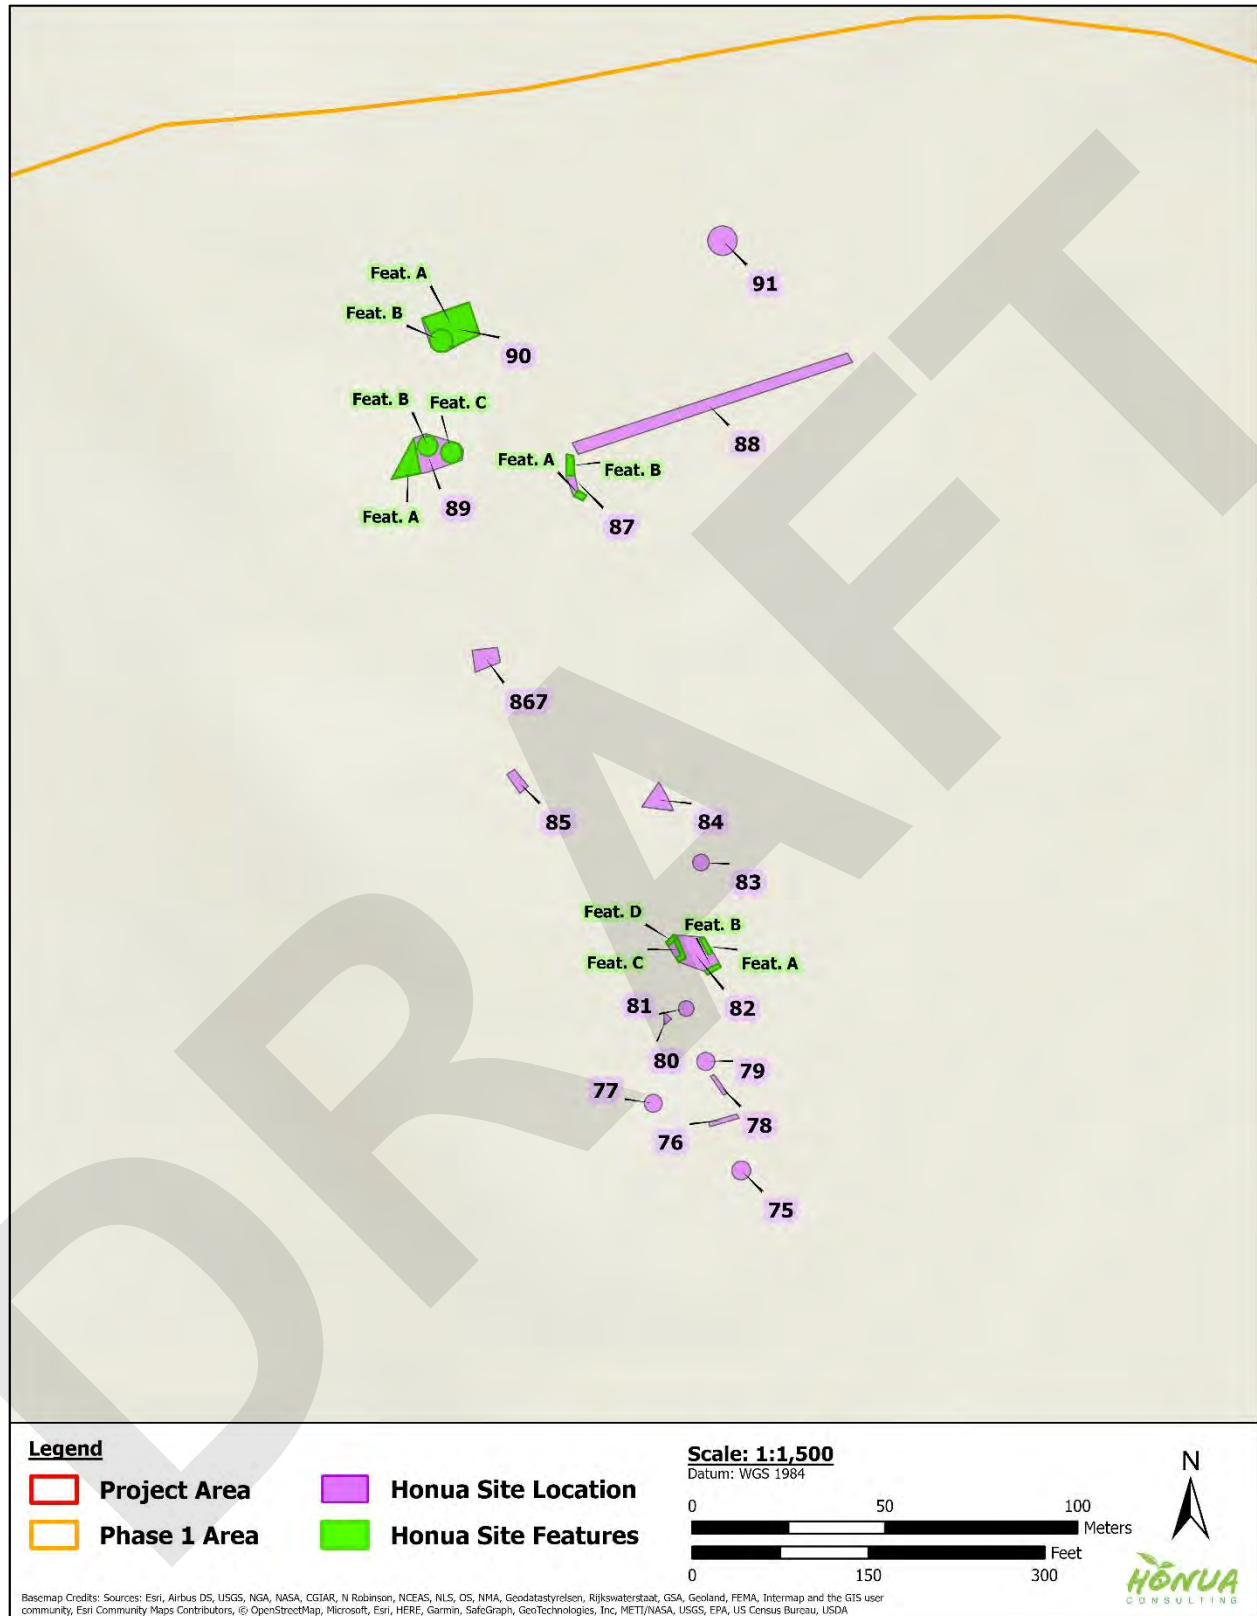 91
Feat. A
Feat. B
90
Feat. B
Feat. C
88
Feat. A
Feat. B
89
Feat. A
87
867
85
84
83
Feat. D
Feat. B
Feat. C
Feat. A
81
82
80
79
77
78
76
75
DRAFT
Legend
Project Area
Phase 1 Area
Honua Site Location
Honua Site Features
Scale: 1:1,500
Datum: WGS 1984
0 50 100
Meters
Feet
0 150 300
N
HŌNUA
CONSULTING
Basemap Credits: Sources: Esri, Airbus DS, USGS, NGA, NASA, CGIAR, N Robinson, NCEAS, NLS, OS, NMA, Geodatastyrelsen, Rijkswaterstaat, GSA, Geoland, FEMA, Intermap and the GIS user
community, Esri Community Maps Contributors, © OpenStreetMap, Microsoft, Esri, HERE, Garmin, SafeGraph, GeoTechnologies, Inc, METI/NASA, USGS, EPA, US Census Bureau, USDA